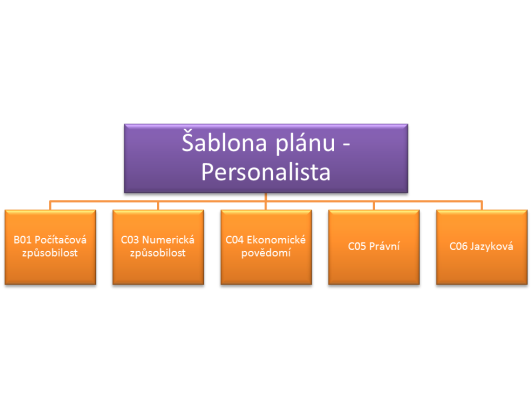 Šablona plánu -
Personalista
B01 Počítačová
způsobilost
C03 Numerická
způsobilost
C04 Ekonomické
povědomí
C05 Právní
C06 Jazyková